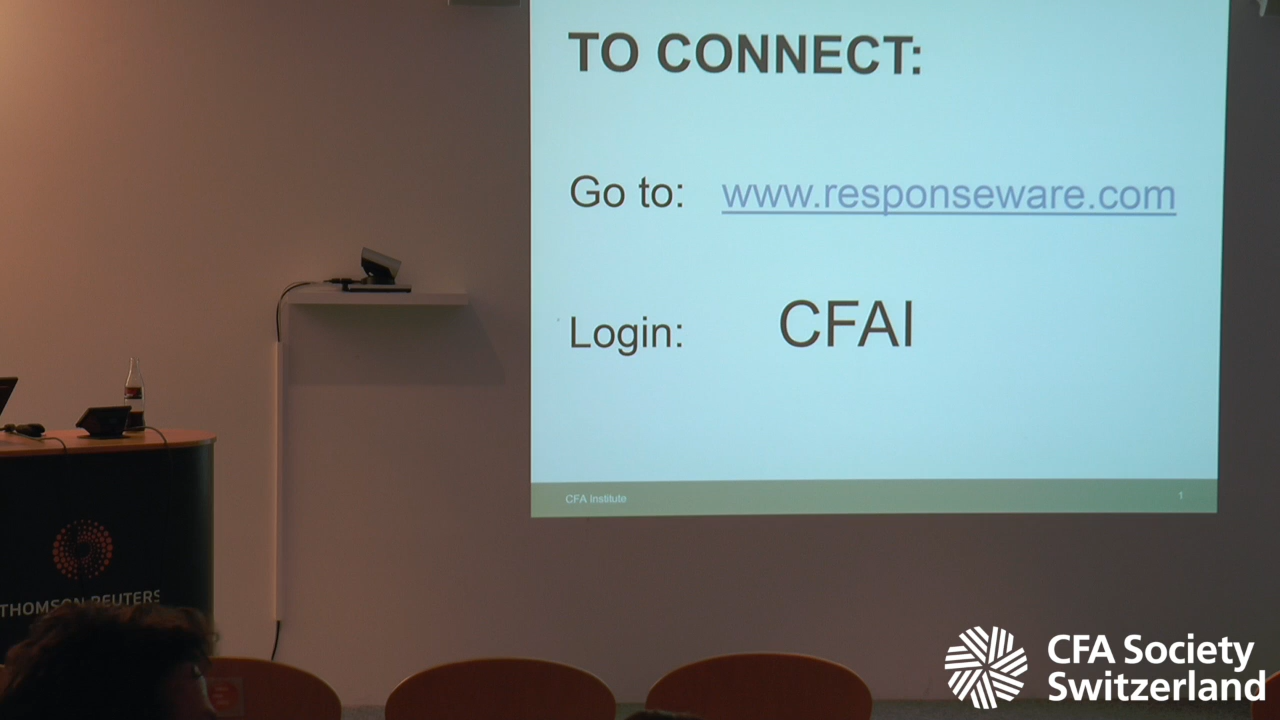 TO CONNECT:
Go to: www.responseware.com
Login: CFAI
CFA Institute 1
THOMSON REUTERS
CFA Society
Switzerland